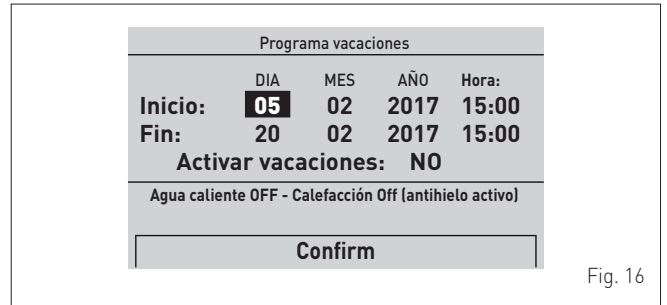 Programa vacaciones
DIA MES AÑO Hora:
Inicio: 05 02 2017 15:00
Fin: 20 02 2017 15:00
Activar vacaciones: NO
Agua caliente OFF - Calefacción Off (antihielo activo)
Confirm
Fig. 16